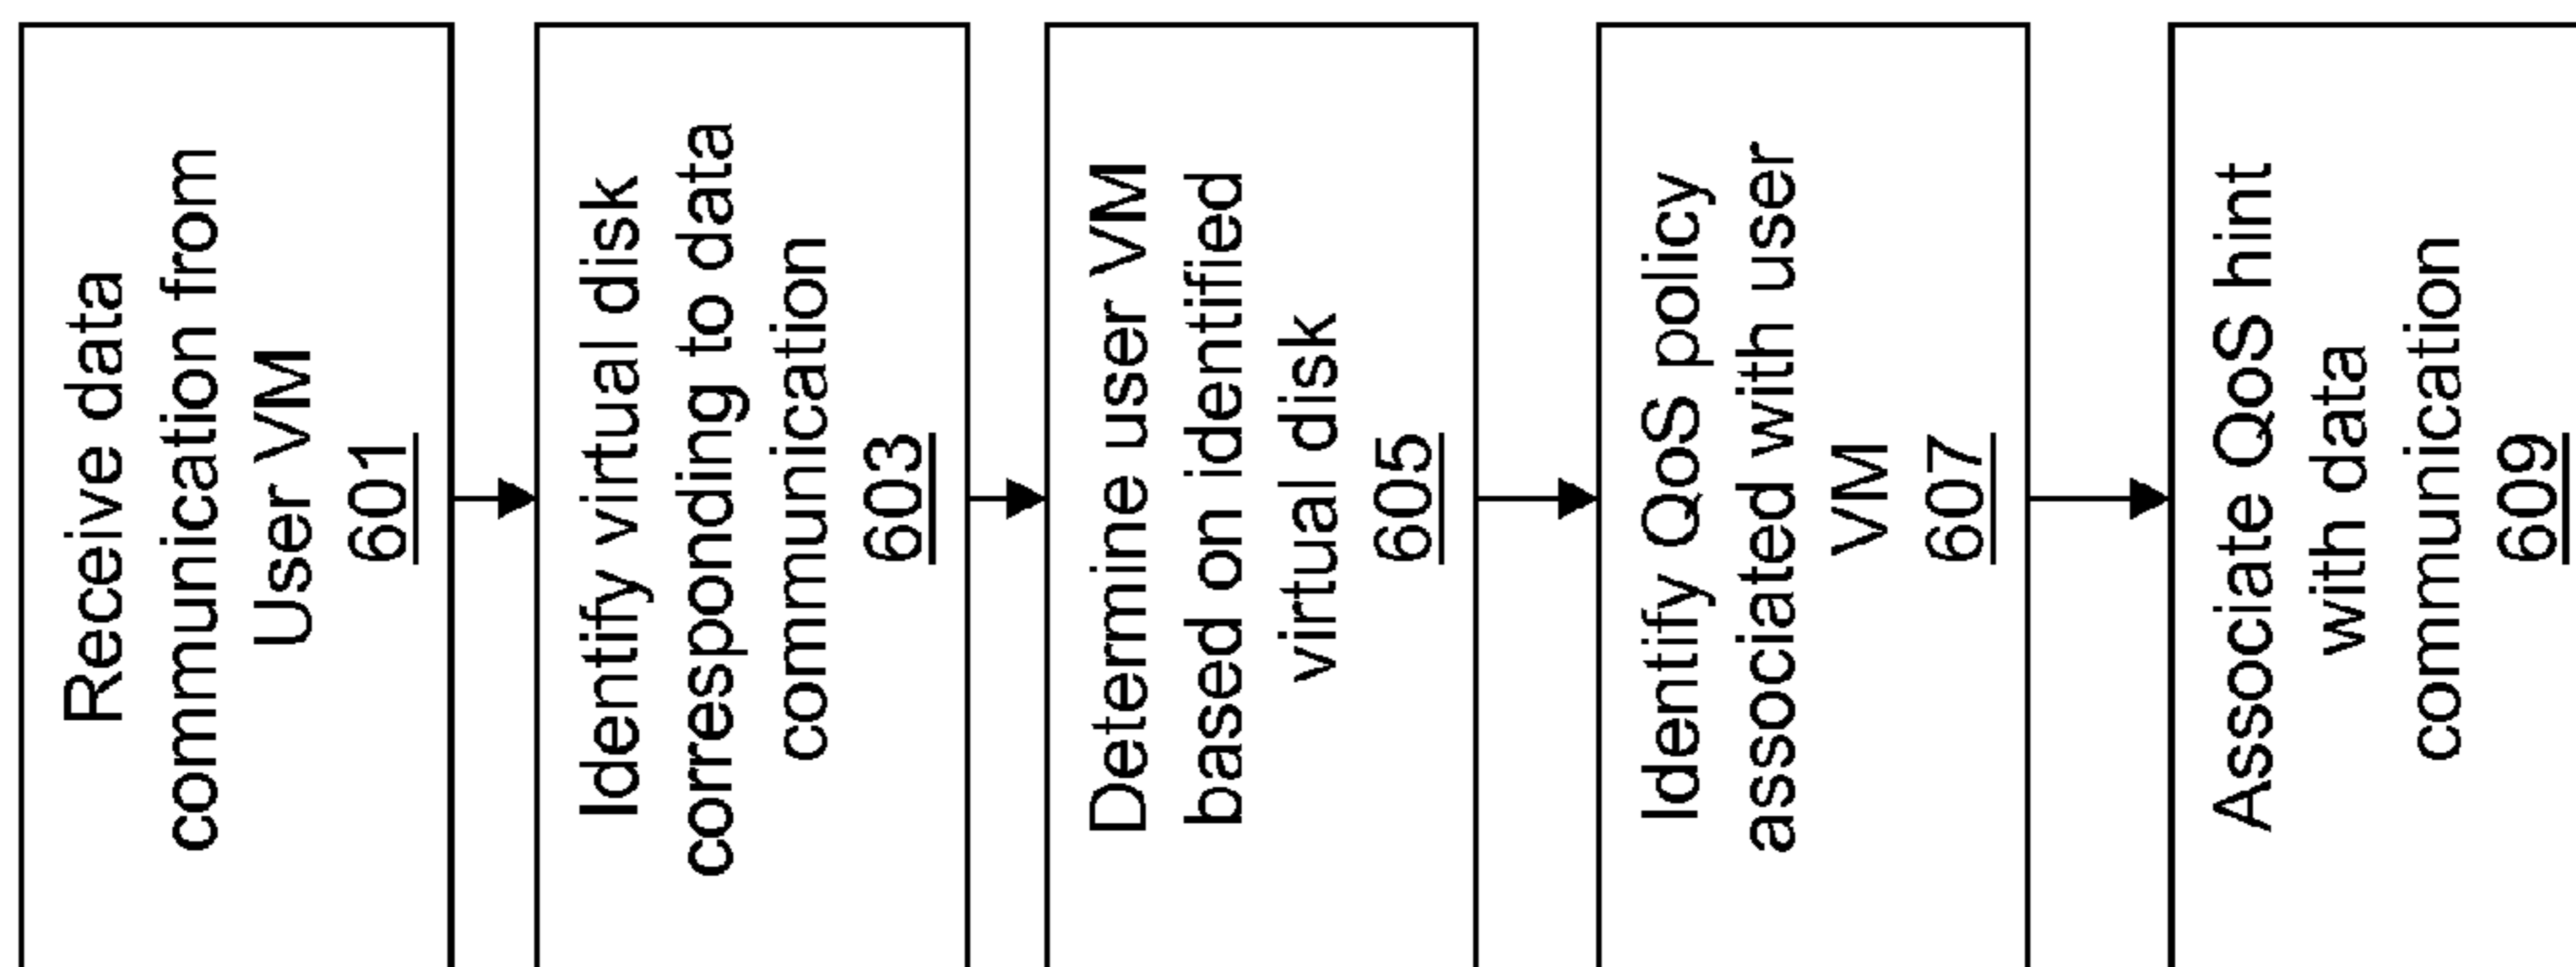 Receive data
communication from
User VM
601
Identify virtual disk
corresponding to data
communication
603
Determine user VM
based on identified
virtual disk
605
Identify QoS policy
associated with user
VM
607
Associate QoS hint
with data
communication
609